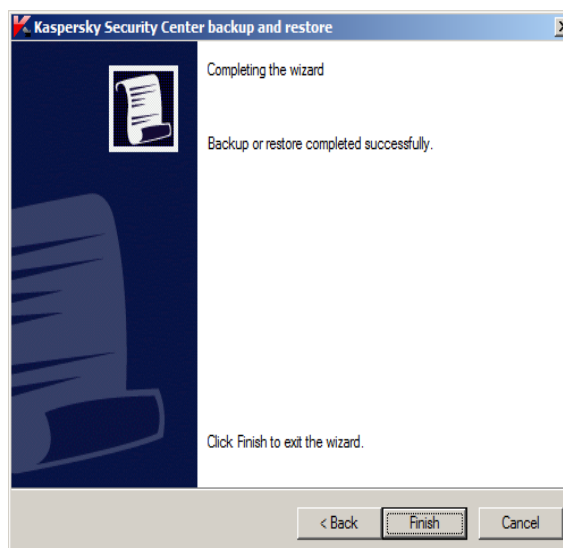 Kaspersky Security Center backup and restore
Completing the wizard
Backup or restore completed successfully.
Click Finish to exit the wizard.
< Back
Finish
Cancel